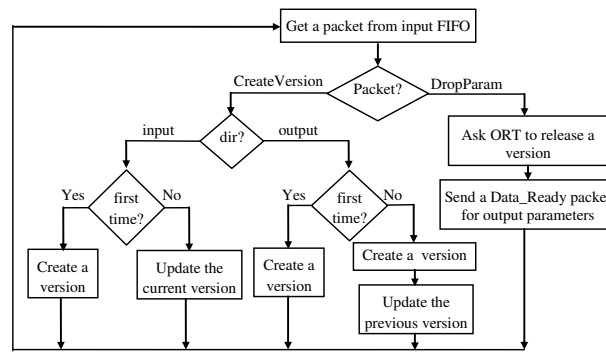 Get a packet from input FIFO
CreateVersion
Packet?
DropParam
input
dir?
output
Ask ORT to release a
version
Yes
first
time?
No
Yes
first
time?
No
Send a Data_Ready packet
for output parameters
Create a
version
Update the
current version
Create a
version
Create a version
Update the
previous version